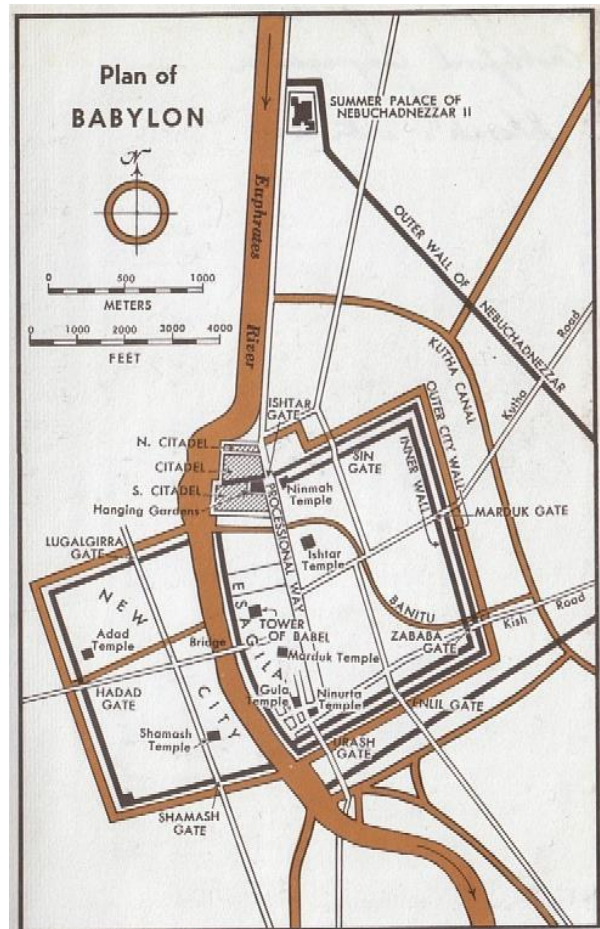 Plan of
BABYLON
N
0 500 1000
METERS
0 1000 2000 3000 4000
FEET
Euphrates
River
SUMMER PALACE OF
NEBUCHADNEZZAR II
OUTER WALL OF NEBUCHADNEZZAR
KUTHA CANAL
Kutha Road
OUTER CITY WALL
INNER WALL
ISHTAR
GATE
N. CITADEL
CITADEL
S. CITADEL
Hanging Gardens
Ninmah
Temple
SIN
GATE
MARDUK GATE
PROCESSIONAL WAY
LUGALGIRRA
GATE
Ishtar
Temple
NEW
CITY
Adad
Temple
ESAGILA
TOWER
OF BABEL
Bridge
Marduk Temple
BANITU
ZABABA
GATE
Kish Road
HADAD
GATE
Gula
Temple
Ninurta
Temple
ENLIL GATE
Shamash
Temple
URASH
GATE
SHAMASH
GATE